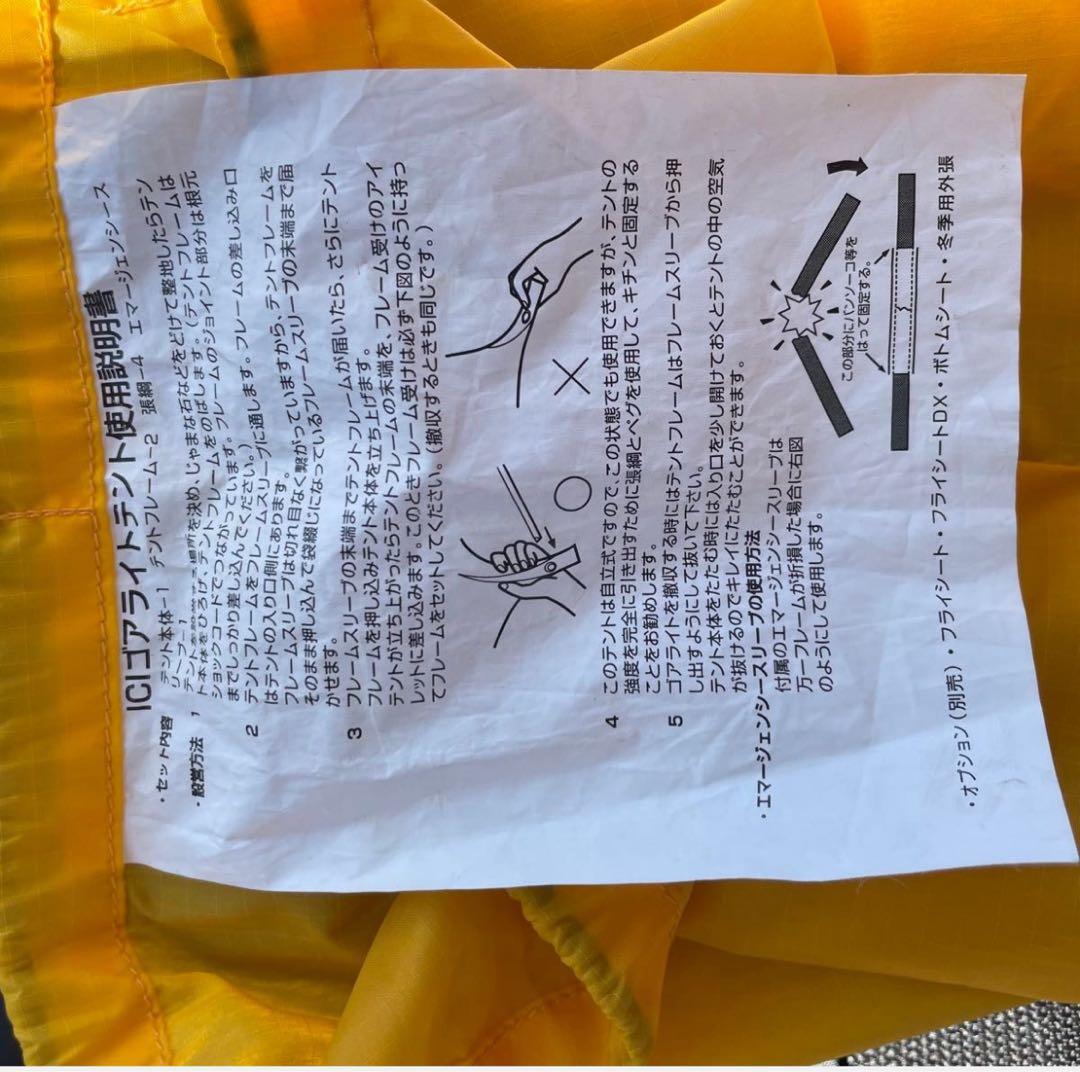 ICIゴアライトテント使用説明書
・セット内容 テント本体−1 テントフレーム−2 張綱−4 エマージェンシース
リーブ−1
・設営方法 1 テントを設営する場所を決め、じゃまな石などをどけて整地したらテン
ト本体をひろげ、テントフレームをのばします。（テントフレームは
ショックコードでつながっています。フレームのジョイント部分は根元
までしっかり差し込んでください。）
2 テントフレームをフレームスリーブに通します。フレームの差し込み口
はテントの入り口側にあります。
フレームスリーブは切れ目なく繋がっていますから、テントフレームを
そのまま押し込んで袋綴じになっているフレームスリーブの末端まで届
かせます。
3 フレームスリーブの末端までテントフレームが届いたら、さらにテント
フレームを押し込みテント本体を立ち上げます。
テントが立ち上がったらテントフレームの末端を、フレーム受けのアイ
レットに差し込みます。このときフレーム受けは必ず下図のように持っ
てフレームをセットしてください。（撤収するときも同じです。）
○ ×
4 このテントは自立式ですので、この状態でも使用できますが、テントの
強度を完全に引き出すために張綱とペグを使用して、キチンと固定する
ことをお勧めします。
5 ゴアライトを撤収する時にはテントフレームはフレームスリーブから押
し出すようにして抜いて下さい。
テント本体をたたむ時には入り口を少し開けておくとテントの中の空気
が抜けるのでキレイにたたむことができます。
・エマージェンシースリーブの使用方法
付属のエマージェンシースリーブは
万一フレームが折損した場合に右図
のようにして使用します。
この部分にバンソーコ等を
はって固定する。
・オプション（別売）・フライシート・フライシートDX・ボトムシート・冬季用外張